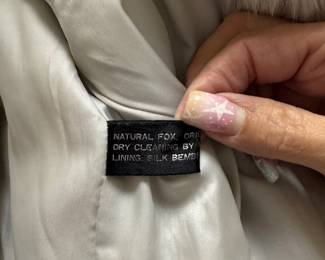 NATURAL FOX.
DRY CLEANING BY
LINING: SILK